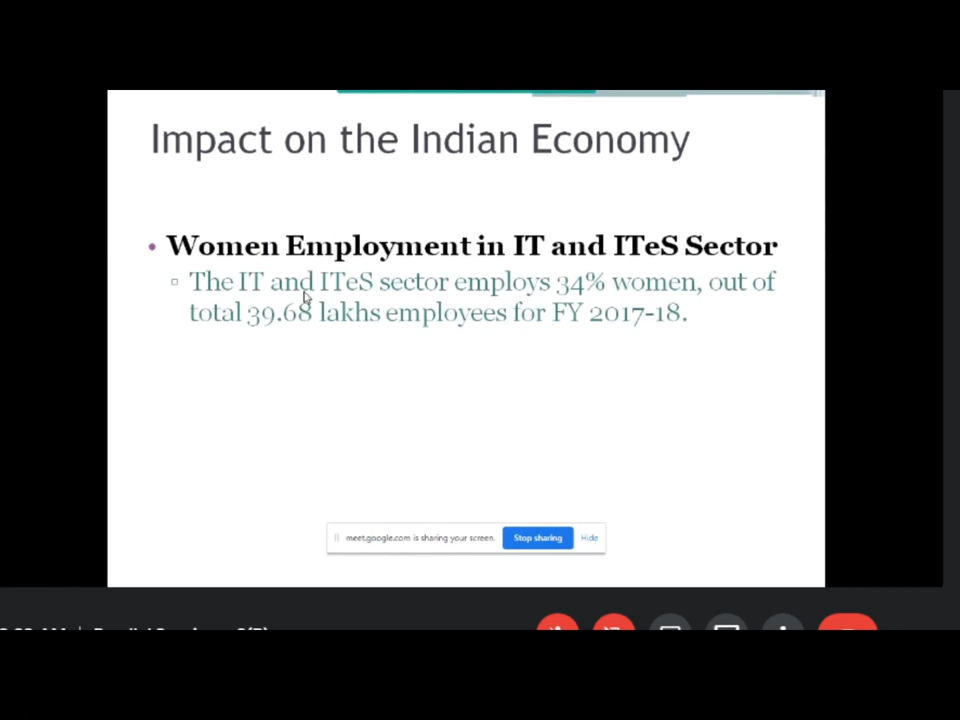 Impact on the Indian Economy
Women Employment in IT and ITeS Sector
The IT and ITeS sector employs 34% women, out of
total 39.68 lakhs employees for FY 2017-18.
meet.google.com is sharing your screen. Stop sharing Hide